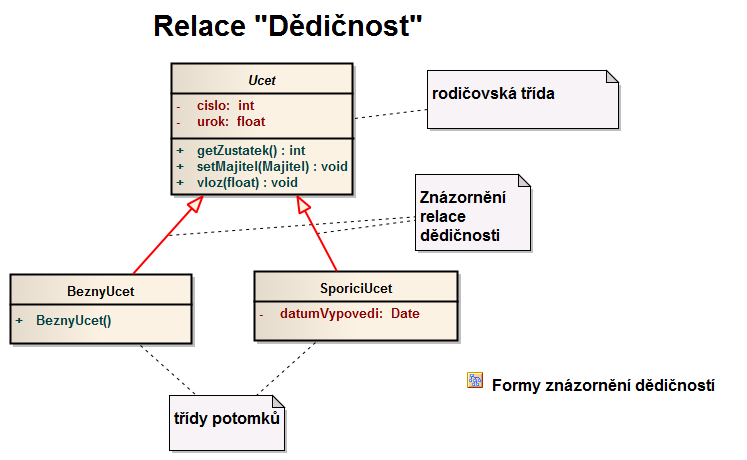 Relace "Dědičnost"
Ucet
- cislo: int
- urok: float
+ getZustatek() : int
+ setMajitel(Majitel) : void
+ vloz(float) : void
rodičovská třída
Znázornění
relace
dědičnosti
BeznyUcet
+ BeznyUcet()
SporiciUcet
- datumVypovedi: Date
třídy potomků
Formy znázornění dědičností